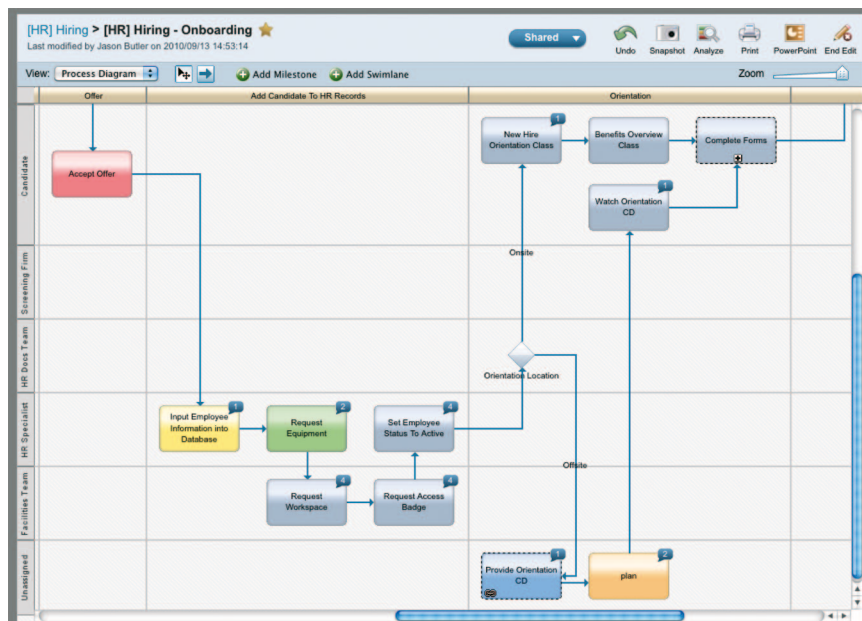 [HR] Hiring > [HR] Hiring - Onboarding
Last modified by Jason Butler on 2010/09/13 14:53:14
Shared
Undo
Snapshot
Analyze
Print
PowerPoint
End Edit
View:
Process Diagram
Add Milestone
Add Swimlane
Zoom
Offer
Add Candidate To HR Records
Orientation
Candidate
Accept Offer
1
New Hire
Orientation Class
Benefits Overview
Class
Complete Forms
1
Watch Orientation
CD
Screening Firm
Onsite
HR Docs Team
Orientation Location
HR Specialist
1
Input Employee
Information into
Database
2
Request
Equipment
4
Set Employee
Status To Active
Offsite
Facilities Team
4
Request
Workspace
4
Request Access
Badge
Unassigned
1
Provide Orientation
CD
2
plan